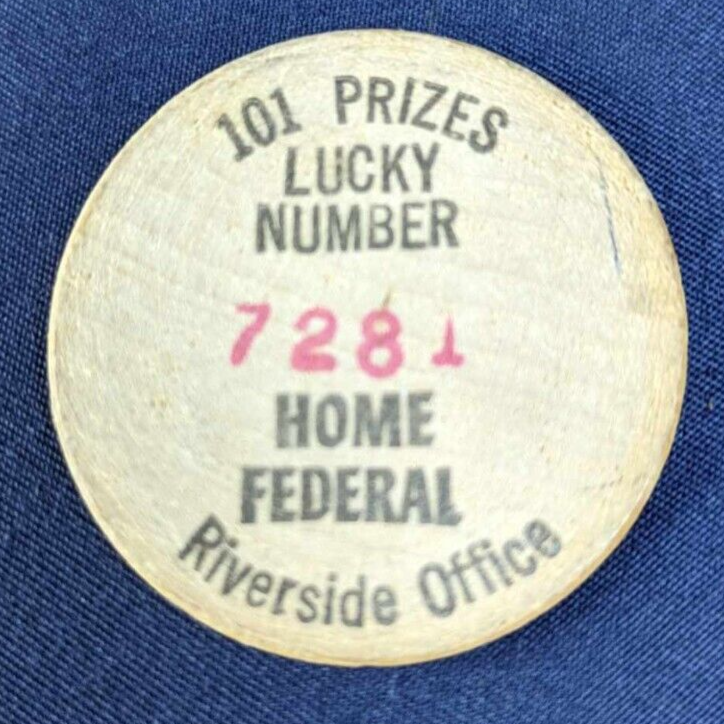 101 PRIZES
LUCKY
NUMBER
7281
HOME
FEDERAL
Riverside Office